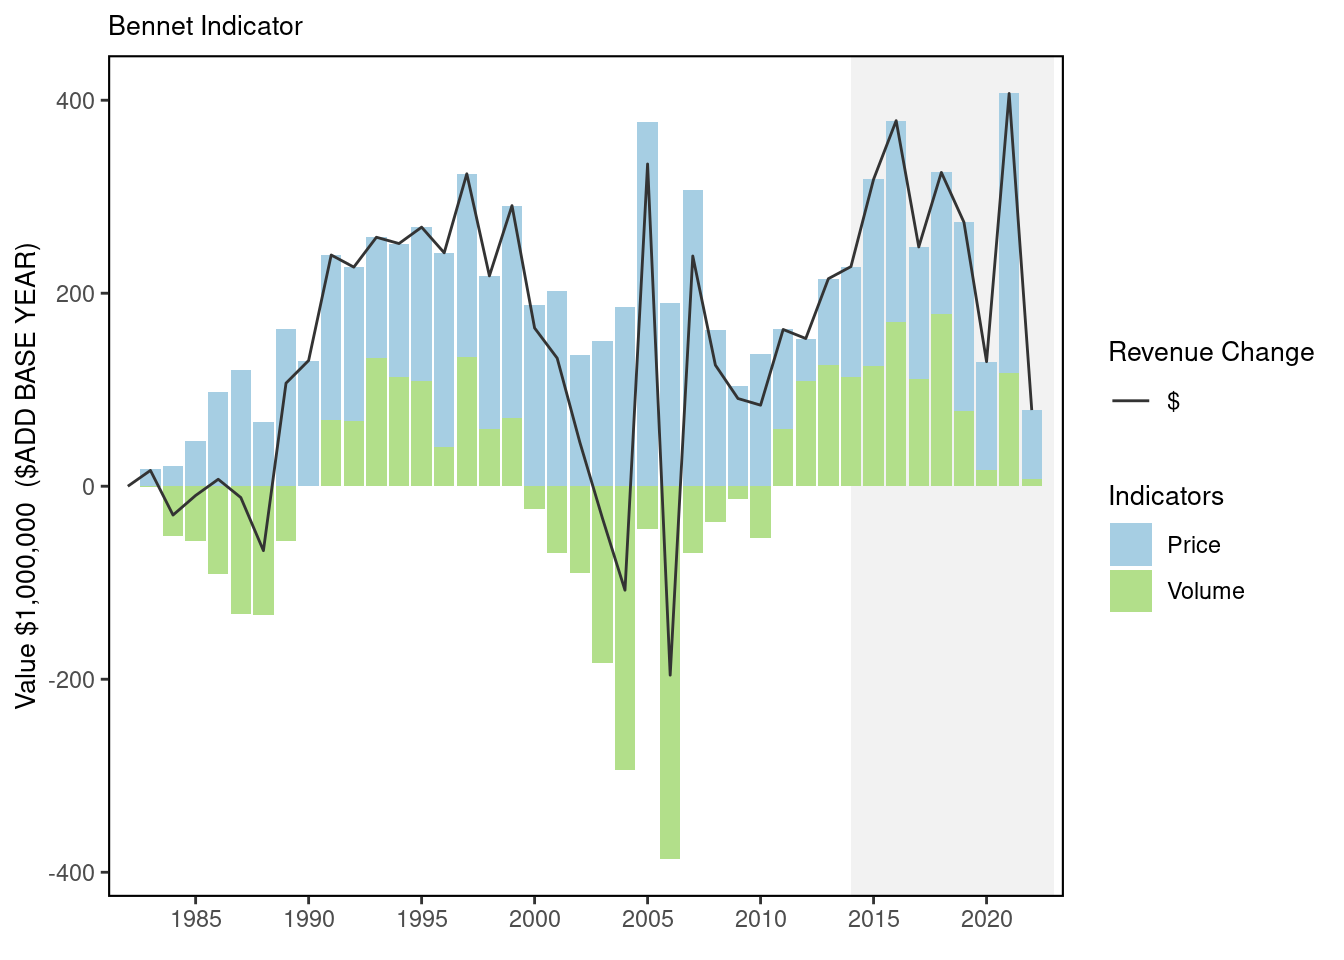 Bennet Indicator
Value $1,000,000  ($ADD BASE YEAR)
400
200
0
-200
-400
1985
1990
1995
2000
2005
2010
2015
2020
Revenue Change
$
Indicators
Price
Volume